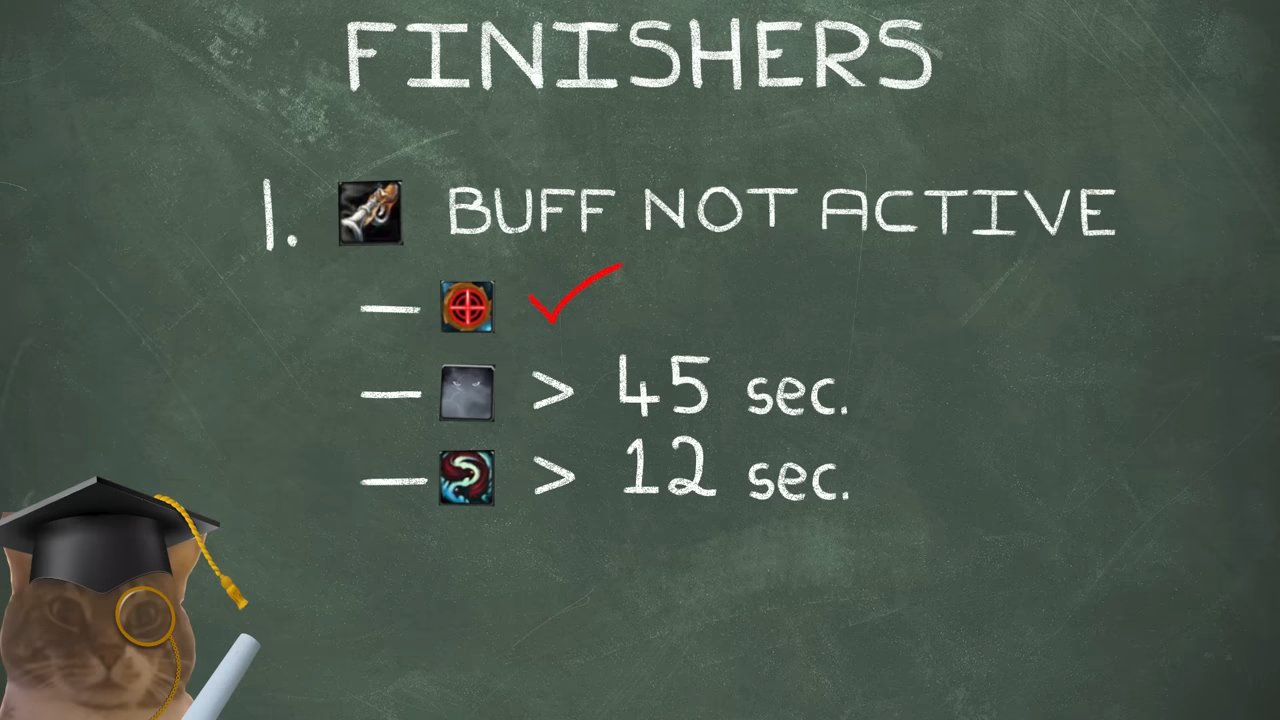 FINISHERS
1. BUFF NOT ACTIVE
—
— > 45 sec.
— > 12 sec.